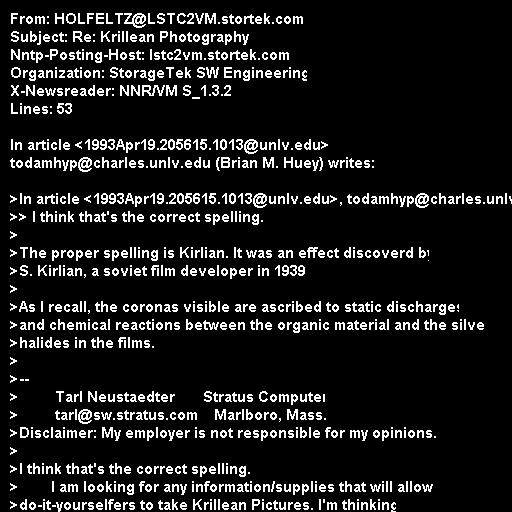 From: HOLFELTZ@LSTC2VM.stortek.com
Subject: Re: Krillean Photography
Nntp-Posting-Host: lstc2vm.stortek.com
Organization: StorageTek SW Engineering
X-Newsreader: NNR/VM S_1.3.2
Lines: 53

In article <1993Apr19.205615.1013@unlv.edu>
todamhyp@charles.unlv.edu (Brian M. Huey) writes:

>In article <1993Apr19.205615.1013@unlv.edu>, todamhyp@charles.unlv
>> I think that's the correct spelling.
>
>The proper spelling is Kirlian. It was an effect discoverd by
>S. Kirlian, a soviet film developer in 1939
>
>As I recall, the coronas visible are ascribed to static discharges
>and chemical reactions between the organic material and the silve
>halides in the films.
>
>--
>         Tarl Neustaedter       Stratus Computer
>         tarl@sw.stratus.com    Marlboro, Mass.
>Disclaimer: My employer is not responsible for my opinions.
>
>I think that's the correct spelling.
>        I am looking for any information/supplies that will allow
>do-it-yourselfers to take Krillean Pictures. I'm thinking